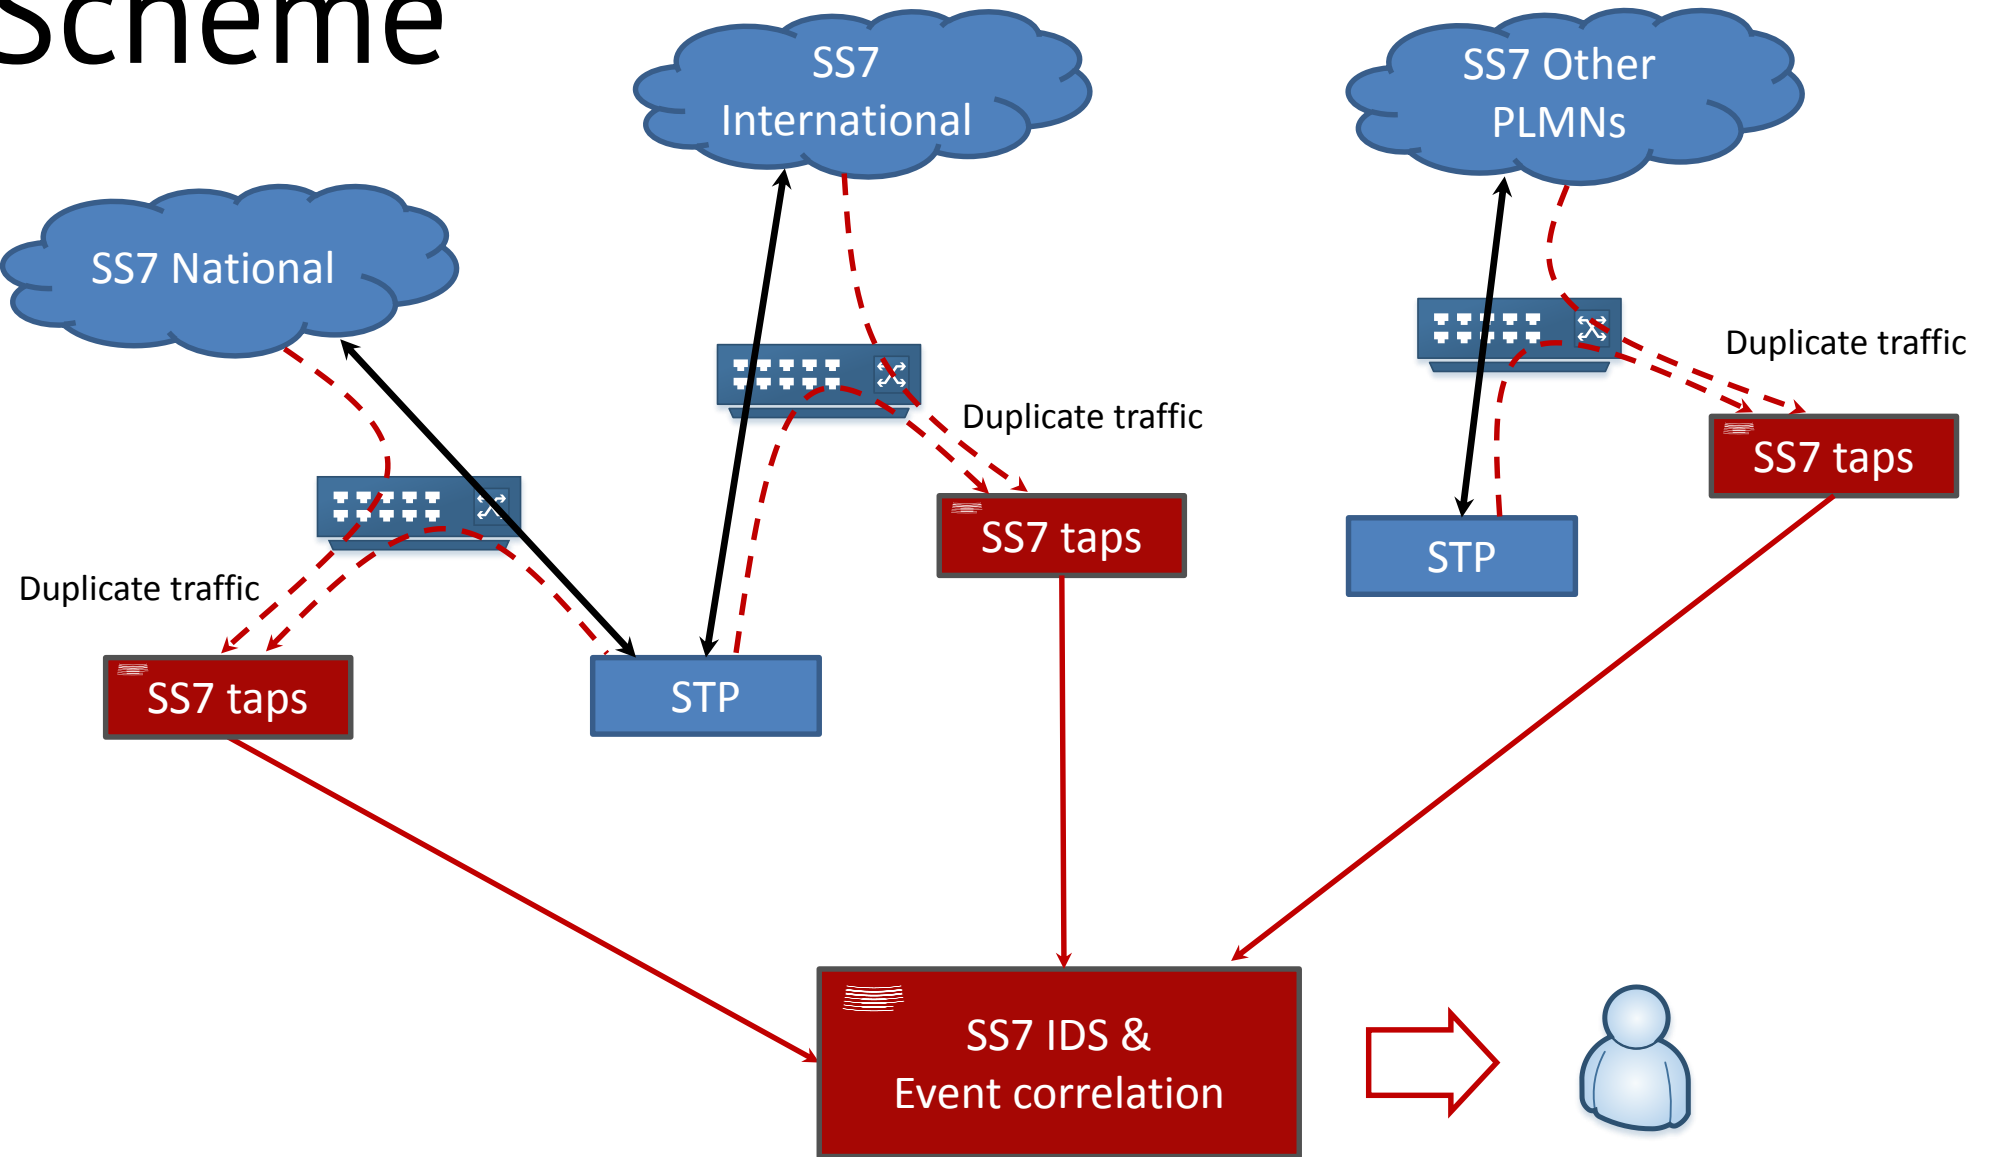 Scheme
SS7
International
SS7 Other
PLMNs
SS7 National
Duplicate traffic
Duplicate traffic
SS7 taps
SS7 taps
STP
Duplicate traffic
SS7 taps
STP
SS7 IDS &
Event correlation